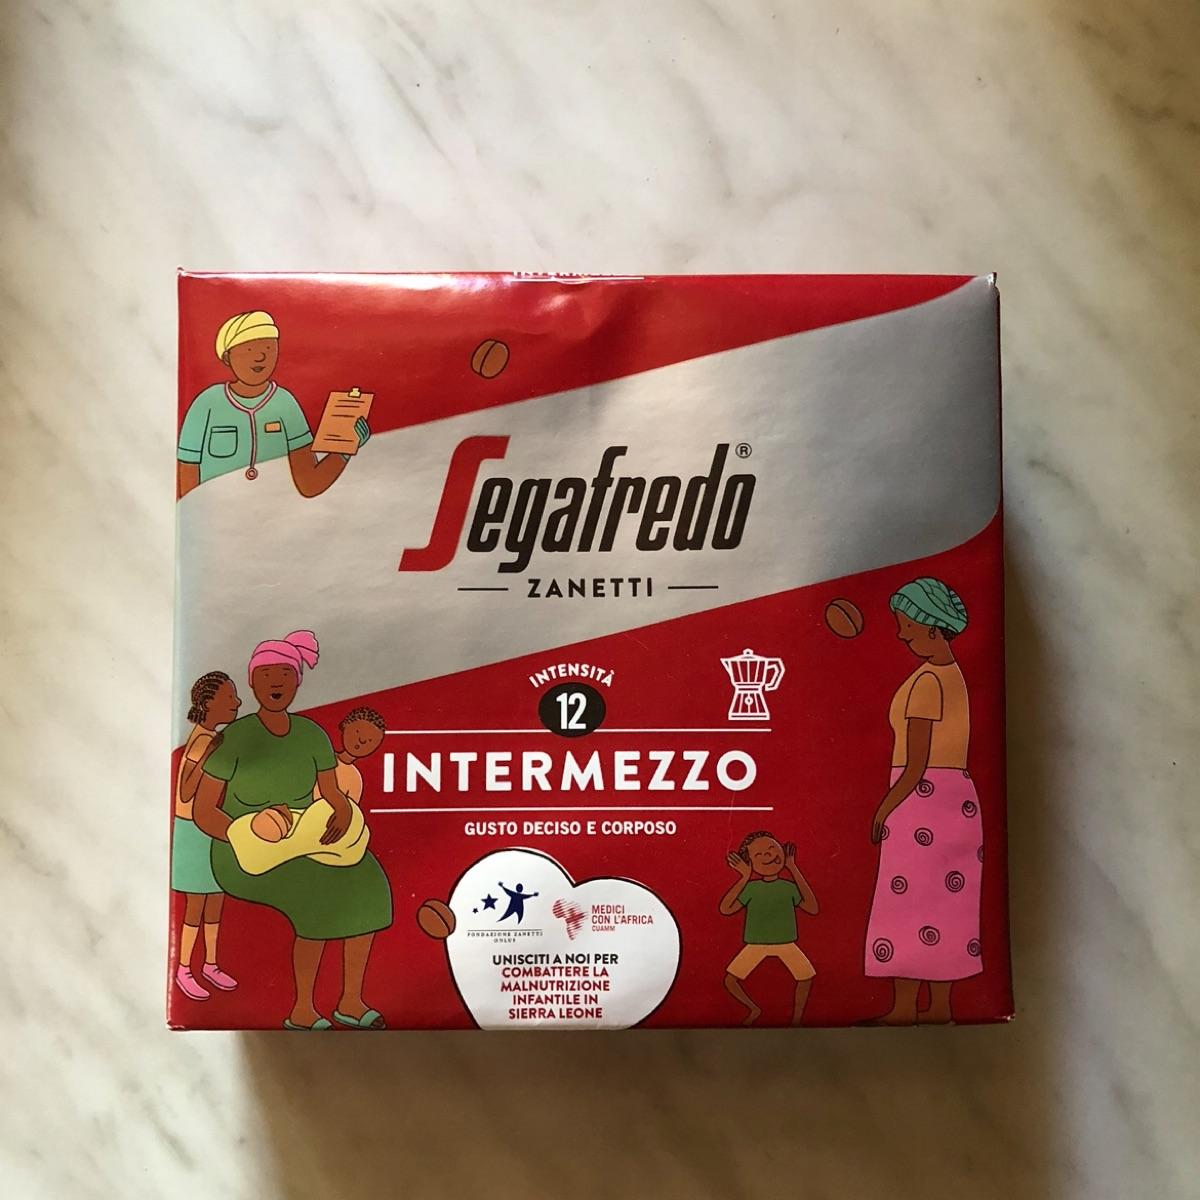 Segafredo®
ZANETTI
INTENSITÀ
12
INTERMEZZO
GUSTO DECISO E CORPOSO
FONDAZIONE ZANETTI
ONLUS
MEDICI
CON L'AFRICA
CUAMM
UNISCITI A NOI PER
COMBATTERE LA
MALNUTRIZIONE
INFANTILE IN
SIERRA LEONE